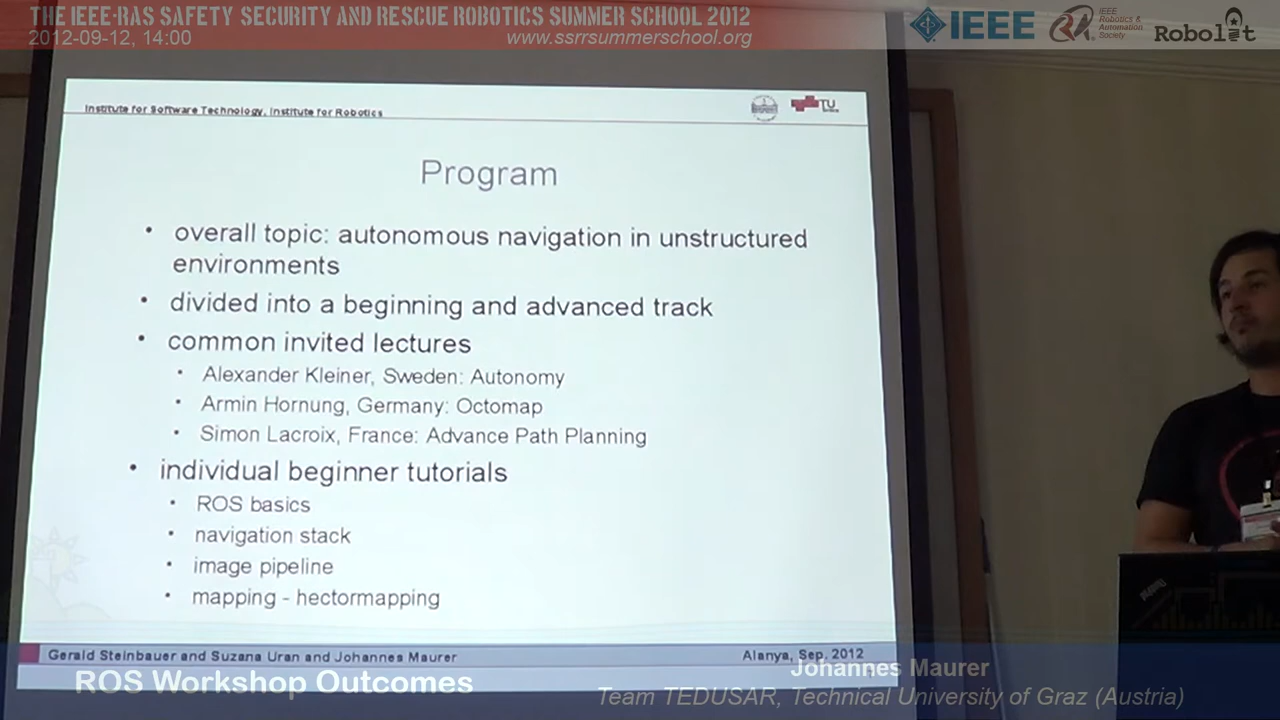 THE IEEE-RAS SAFETY SECURITY AND RESCUE ROBOTICS SUMMER SCHOOL 2012
2012-09-12, 14:00
www.ssrrsummerschool.org
IEEE
IEEE
Robotics &
Automation
Society
Robolit
Institute for Software Technology, Institute for Robotics
TU
Program
• overall topic: autonomous navigation in unstructured
environments
• divided into a beginning and advanced track
• common invited lectures
• Alexander Kleiner, Sweden: Autonomy
• Armin Hornung, Germany: Octomap
• Simon Lacroix, France: Advance Path Planning
• individual beginner tutorials
• ROS basics
• navigation stack
• image pipeline
• mapping - hectormapping
Gerald Steinbauer and Suzana Uran and Johannes Maurer
Alanya, Sep. 2012
Johannes Maurer
ROS Workshop Outcomes
Team TEDUSAR, Technical University of Graz (Austria)